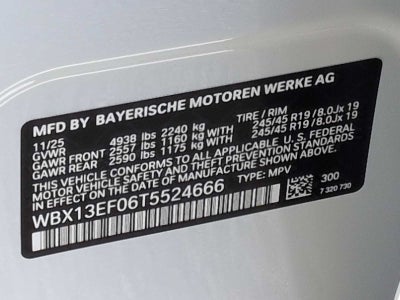 MFD BY BAYERISCHE MOTOREN WERKE AG
11/25 TIRE / RIM
GVWR 4938 lbs 2240 kg
GAWR FRONT 2557 lbs 1160 kg WITH 245/45 R19 / 8.0Jx 19
GAWR REAR 2590 lbs 1175 kg WITH 245/45 R19 / 8.0Jx 19
THIS VEHICLE CONFORMS TO ALL APPLICABLE U.S. FEDERAL
MOTOR VEHICLE SAFETY STANDARDS IN EFFECT ON THE
DATE OF MANUFACTURE SHOWN ABOVE.
WBX13EF06T5524666 TYPE: MPV 300
7 320 730